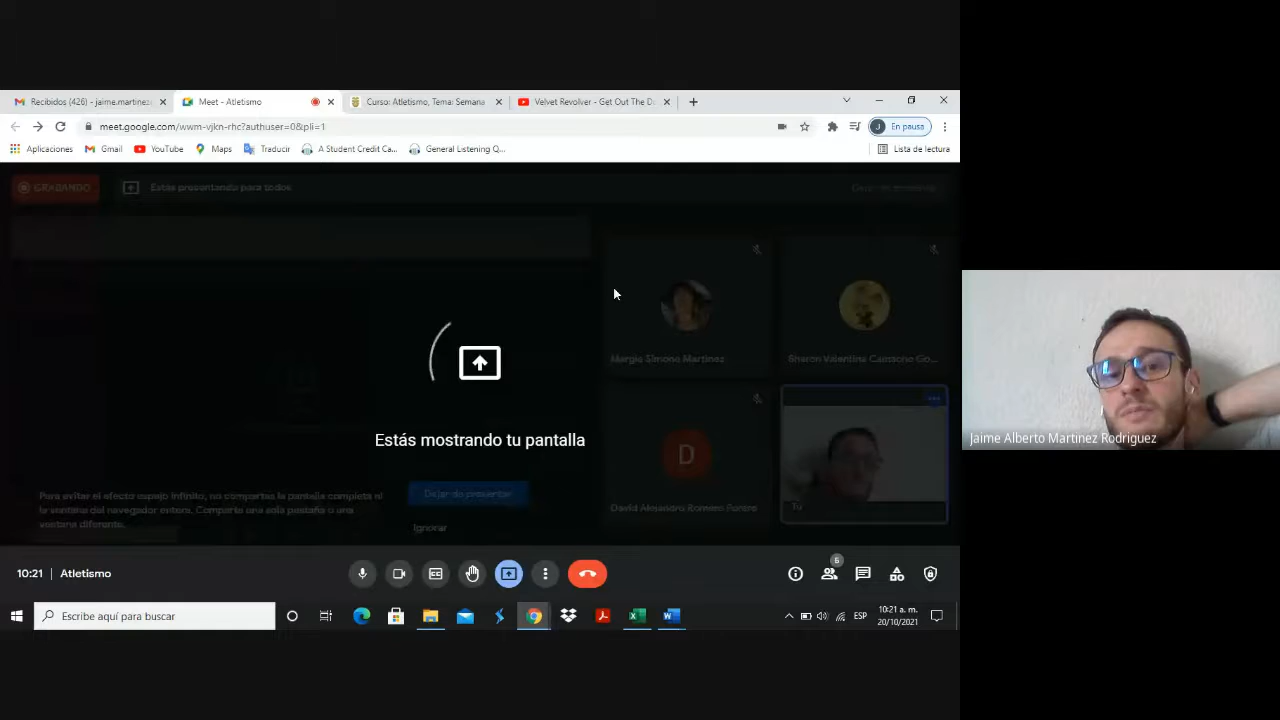 Recibidos (426) - jaime.martinez
Meet - Atletismo
Curso: Atletismo, Tema: Semana
Velvet Revolver - Get Out The D
meet.google.com/wwm-vjkn-rhc?authuser=0&pli=1
J
En pausa
Aplicaciones
Gmail
YouTube
Maps
Traducir
A Student Credit Ca...
General Listening Q...
Lista de lectura
GRABANDO
Estás presentando para todos
Margie Simone Martinez
Sharon Valentina Camsono Go...
Estás mostrando tu pantalla
D
Jaime Alberto Martinez Rodriguez
Para evitar el efecto espejo infinito, no compartas la pantalla completa ni
la ventana del navegador entera. Comparte una sola pestaña o una
ventana diferente.
Dejar de presentar
Ignorar
David Alejandro Romero
Tú
10:21 | Atletismo
5
Escribe aquí para buscar
ESP
10:21 a. m.
20/10/2021